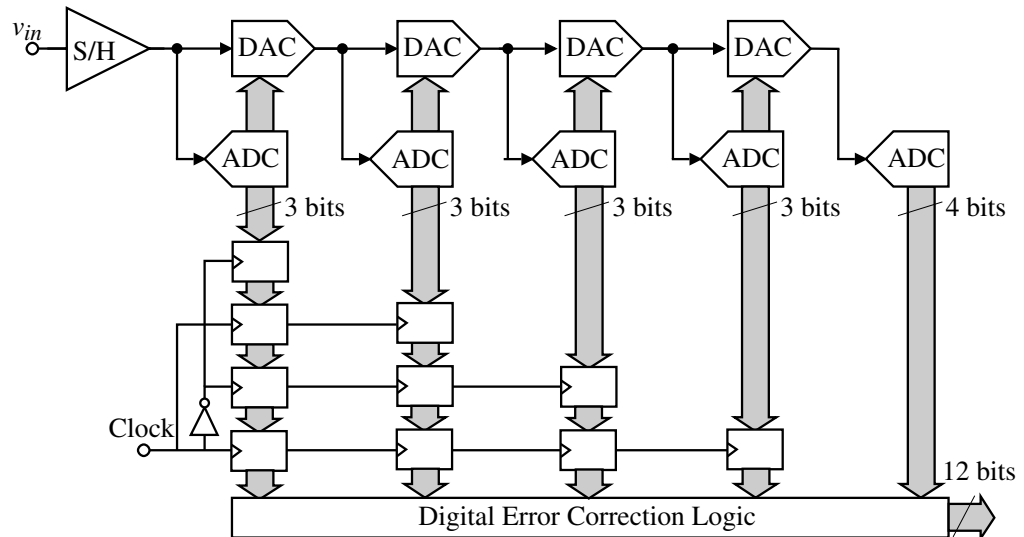 v_in
S/H
DAC
DAC
DAC
DAC
ADC
ADC
ADC
ADC
ADC
3 bits
3 bits
3 bits
3 bits
4 bits
Clock
12 bits
Digital Error Correction Logic